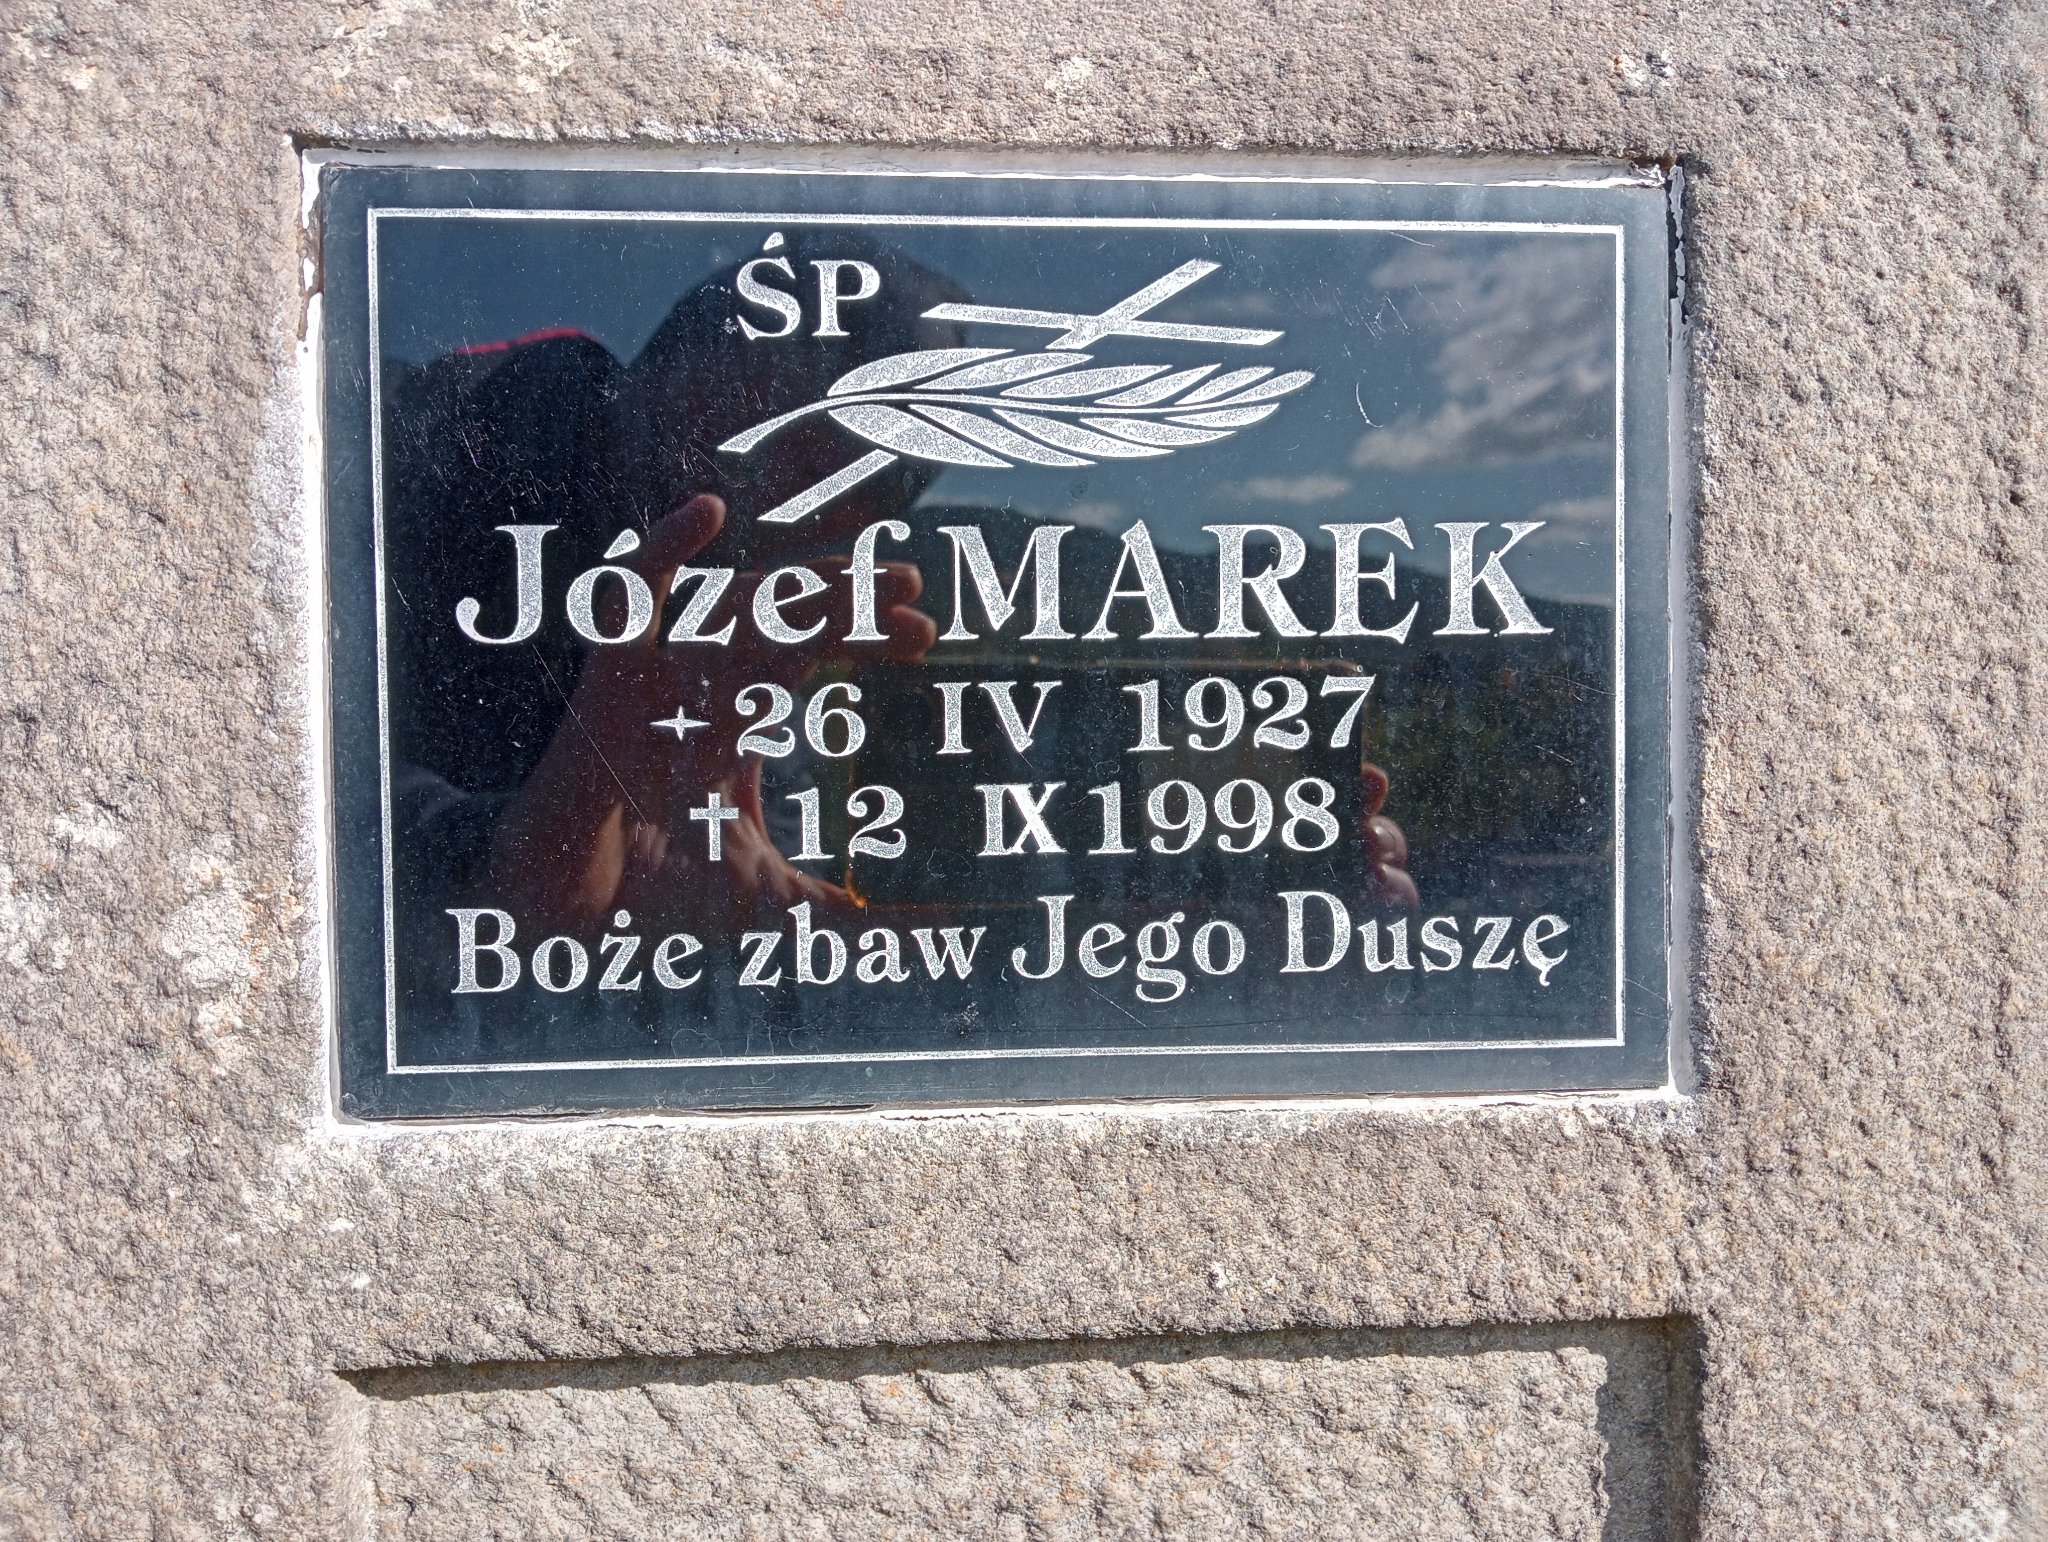 ŚP
Józef MAREK
26 IV 1927
✝ 12 IX 1998
Boże zbaw Jego Duszę